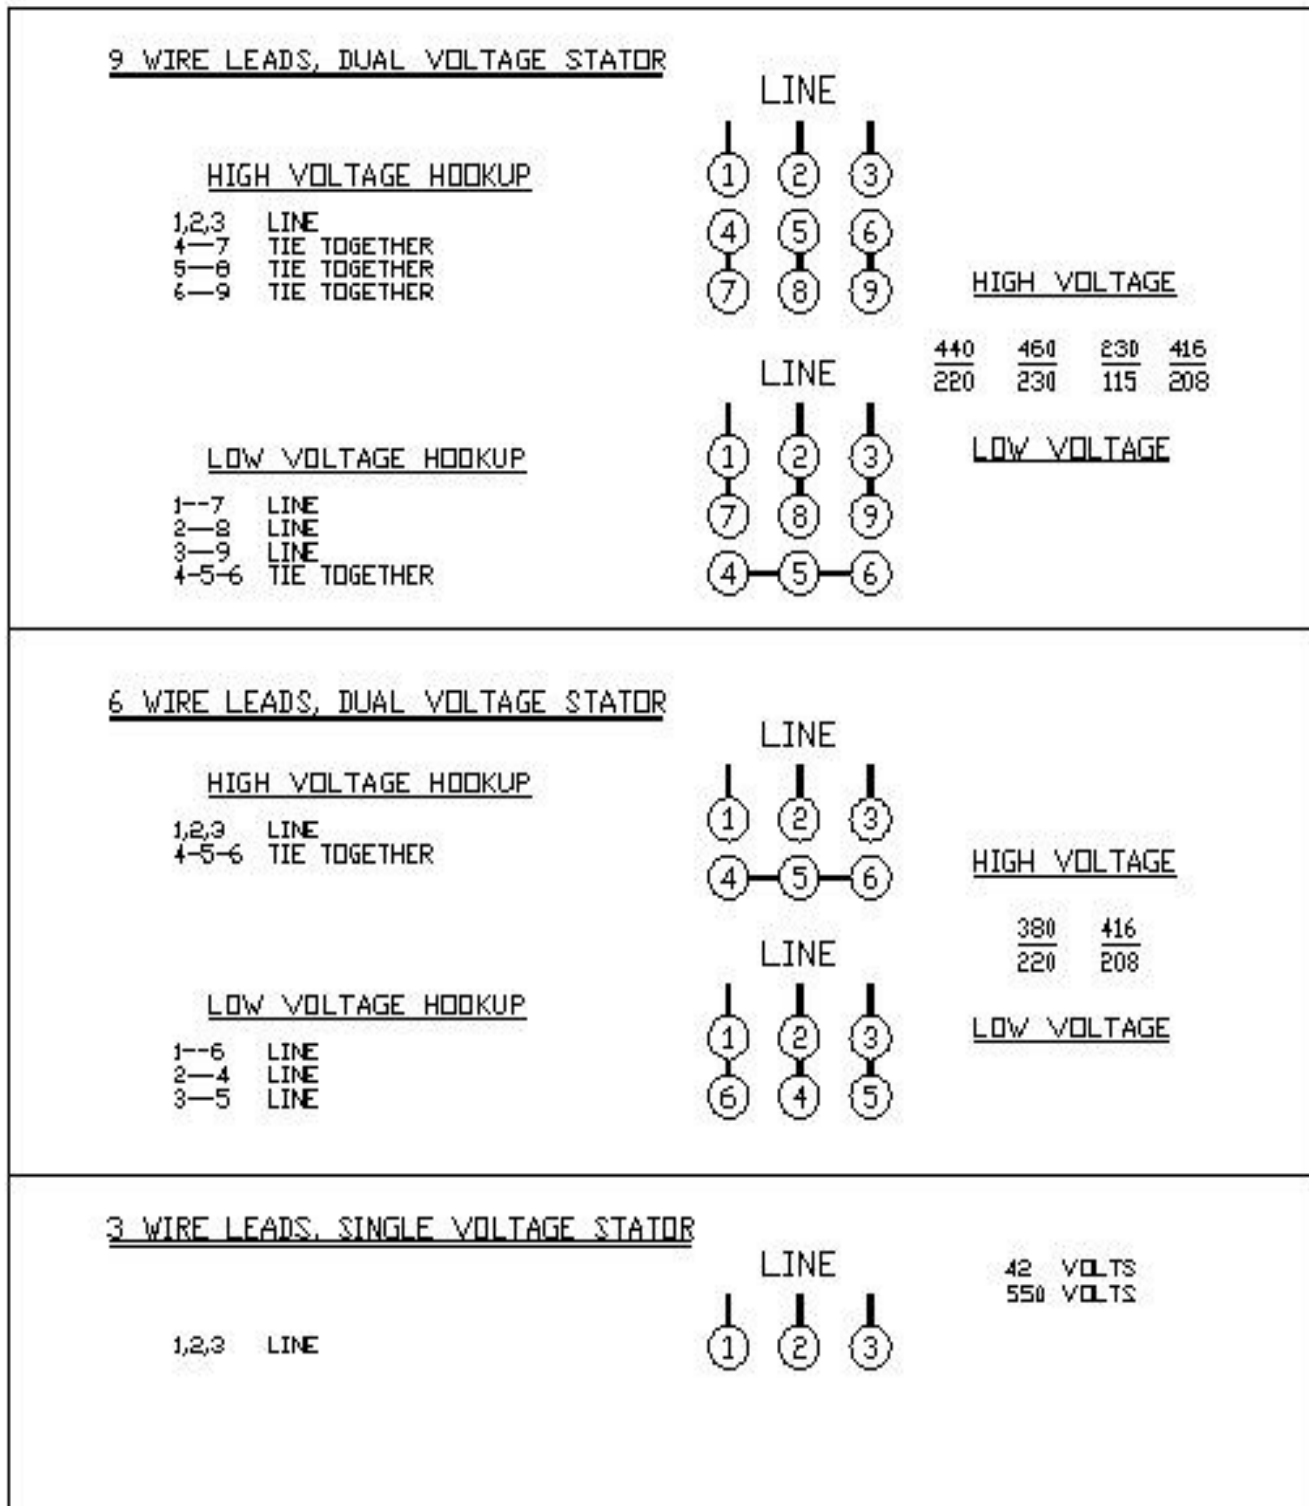 9 WIRE LEADS, DUAL VOLTAGE STATOR
LINE
HIGH VOLTAGE HOOKUP
1 2 3
1,2,3 LINE
4--7 TIE TOGETHER
5--8 TIE TOGETHER
6--9 TIE TOGETHER
4 5 6
7 8 9
HIGH VOLTAGE
440 460 230 416
220 230 115 208
LOW VOLTAGE
LINE
LOW VOLTAGE HOOKUP
1 2 3
1--7 LINE
2--8 LINE
3--9 LINE
4-5-6 TIE TOGETHER
7 8 9
4 5 6
6 WIRE LEADS, DUAL VOLTAGE STATOR
LINE
HIGH VOLTAGE HOOKUP
1 2 3
1,2,3 LINE
4-5-6 TIE TOGETHER
4 5 6
HIGH VOLTAGE
380 416
220 208
LOW VOLTAGE
LINE
LOW VOLTAGE HOOKUP
1 2 3
1--6 LINE
2--4 LINE
3--5 LINE
6 4 5
3 WIRE LEADS, SINGLE VOLTAGE STATOR
LINE
42 VOLTS
550 VOLTS
1,2,3 LINE
1 2 3